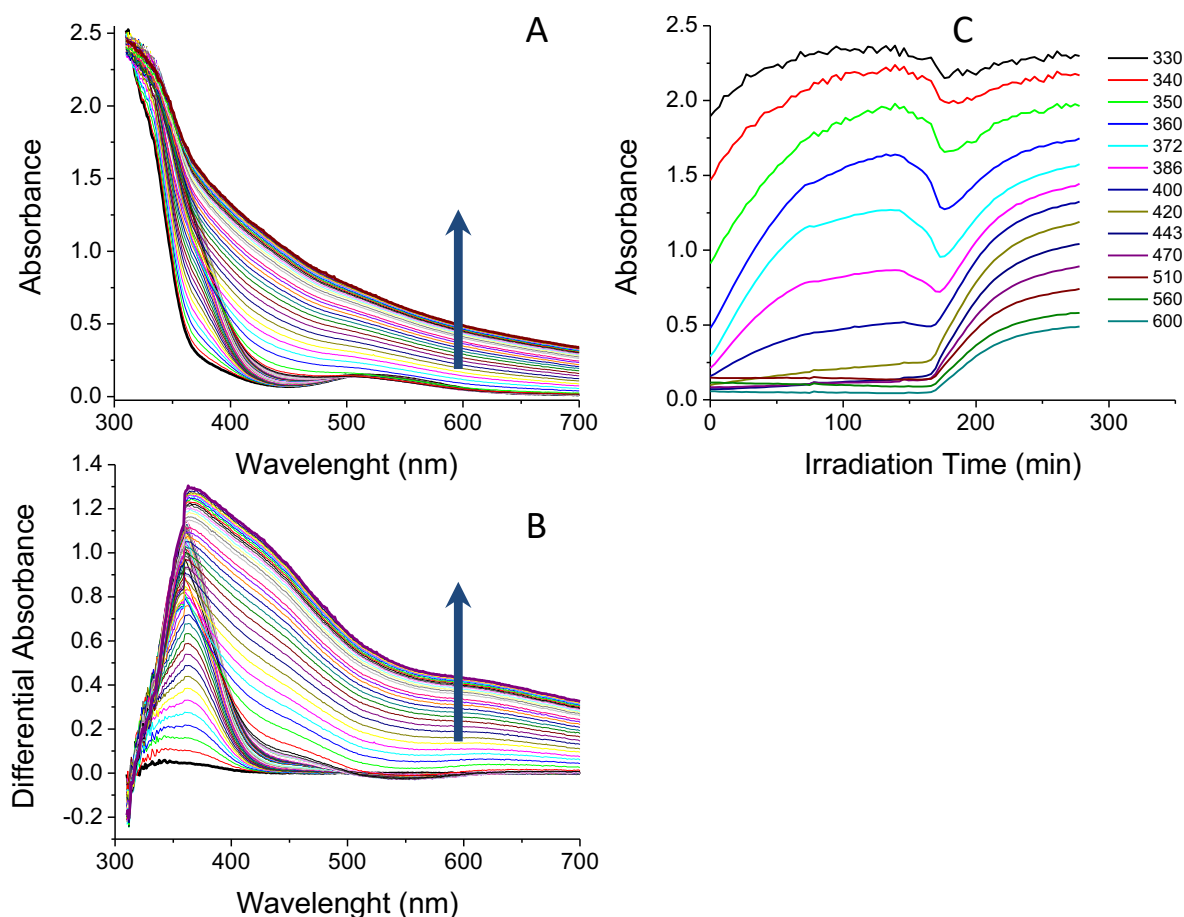 A
Absorbance
2.5
2.0
1.5
1.0
0.5
0.0
300 400 500 600 700
Wavelenght (nm)
C
Absorbance
2.5
2.0
1.5
1.0
0.5
0.0
0 100 200 300
Irradiation Time (min)
330
340
350
360
372
386
400
420
443
470
510
560
600
B
Differential Absorbance
1.4
1.2
1.0
0.8
0.6
0.4
0.2
0.0
-0.2
300 400 500 600 700
Wavelenght (nm)